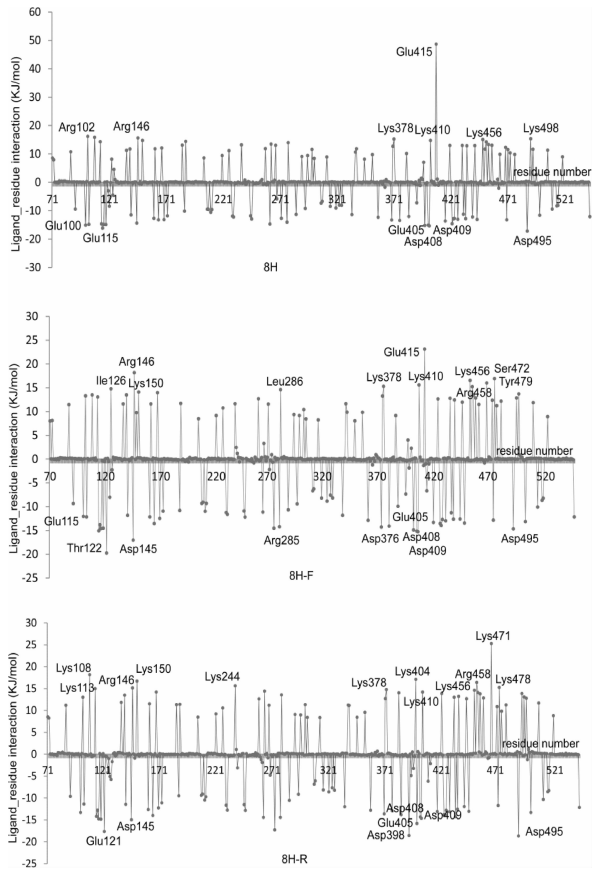 60
Glu415
50
40
30
20
Arg102 Arg146 Lys378 Lys410 Lys456 Lys498
10
residue number
0
71 121 171 221 271 321 371 421 471 521
-10
Glu100 Glu405 Asp409
Glu115 Asp408 Asp495
-20
-30
8H
Ligand_residue interaction (KJ/mol)
30
25
Glu415
20
Arg146
Ile126 Lys150 Leu286 Lys378 Lys410 Lys456 Ser472
15
Arg458 Tyr479
10
5
residue number
0
70 120 170 220 270 320 370 420 470 520
-5
-10
Glu115 Glu405
-15
Thr122 Asp145 Arg285 Asp376 Asp408 Asp495
Asp409
-20
-25
8H-F
Ligand_residue interaction (KJ/mol)
30
25
Lys471
20
Lys108 Lys150 Lys404
Lys113 Arg146 Lys244 Lys378 Lys456 Arg458 Lys478
15
Lys410
10
5
residue number
0
71 121 171 221 271 321 371 421 471 521
-5
-10
Asp408
Asp409
-15
Glu405
Asp145 Asp398 Asp495
Glu121
-20
-25
8H-R
Ligand_residue interaction (KJ/mol)